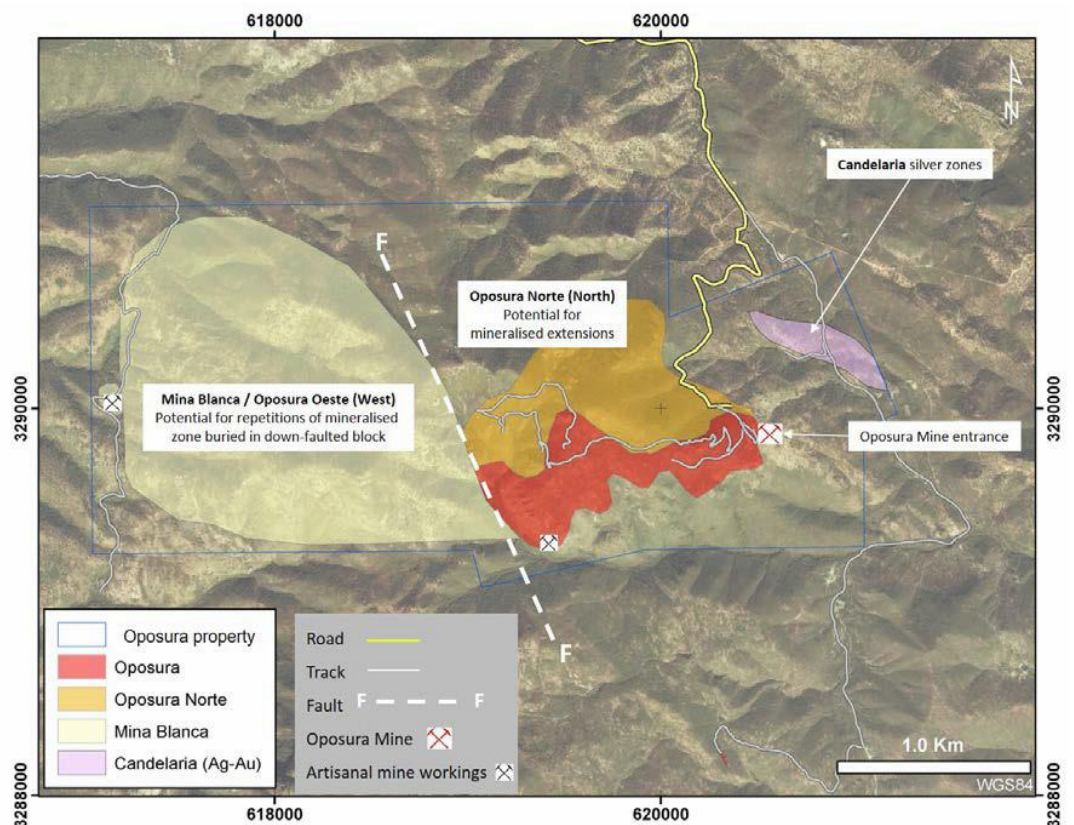 618000
620000
N
Candelaria silver zones
F
Oposura Norte (North)
Potential for
mineralised extensions
3290000
3290000
Mina Blanca / Oposura Oeste (West)
Potential for repetitions of mineralised
zone buried in down-faulted block
Oposura Mine entrance
Oposura property
Oposura
Oposura Norte
Mina Blanca
Candelaria (Ag-Au)
Road
Track
Fault F F
Oposura Mine
Artisanal mine workings
F
1.0 Km
WGS84
3288000
3288000
618000
620000